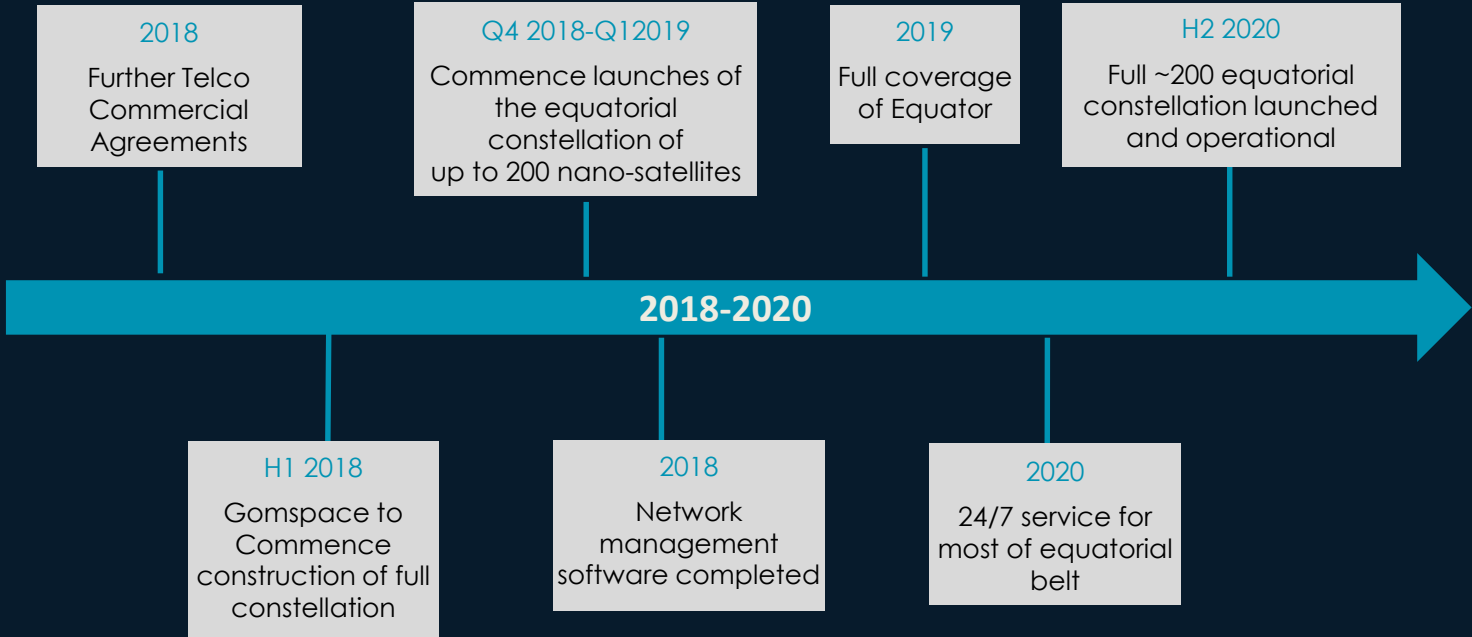 2018
Further Telco
Commercial
Agreements
Q4 2018-Q12019
Commence launches of
the equatorial
constellation of
up to 200 nano-satellites
2019
Full coverage
of Equator
H2 2020
Full ~200 equatorial
constellation launched
and operational
2018-2020
H1 2018
Gomspace to
Commence
construction of full
constellation
2018
Network
management
software completed
2020
24/7 service for
most of equatorial
belt